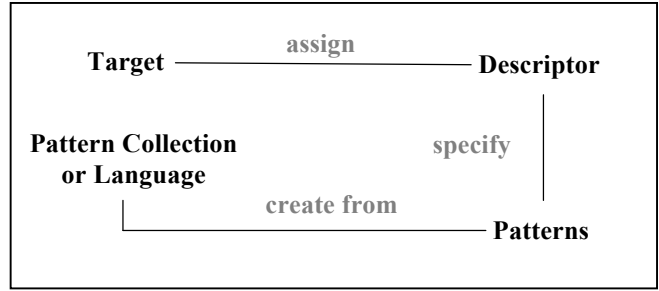 assign
Target
Descriptor
Pattern Collection
or Language
specify
create from
Patterns